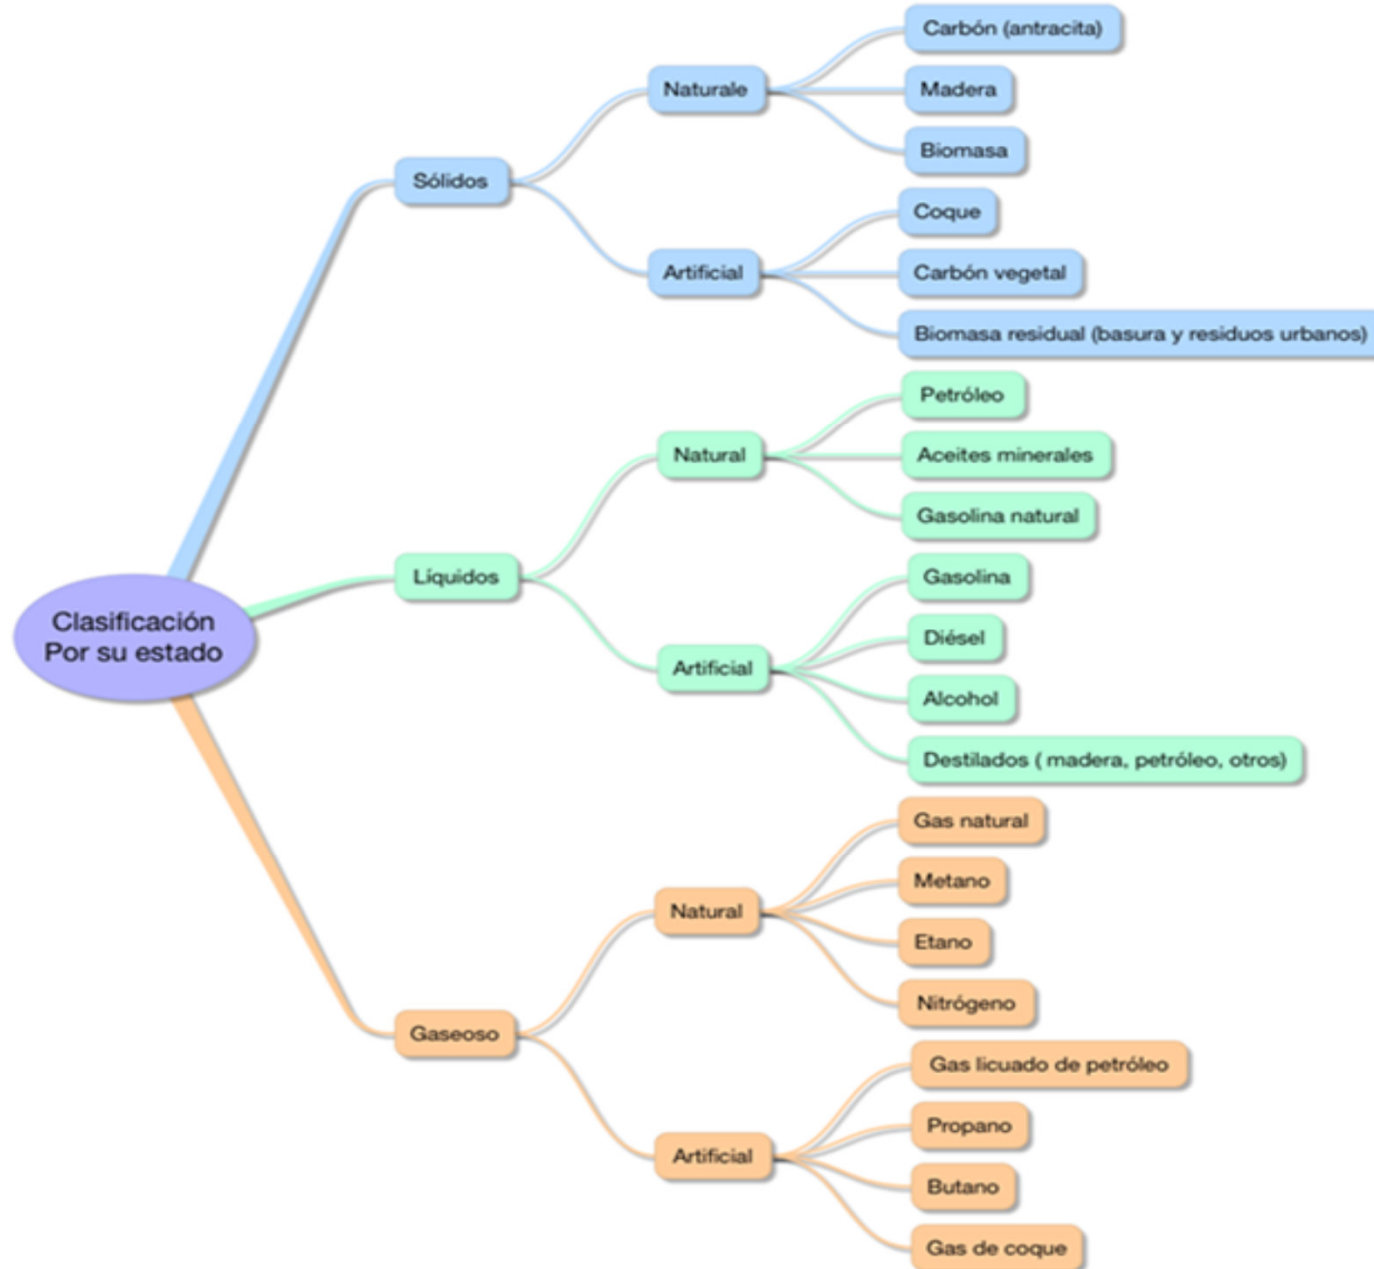 Carbón (antracita)
Naturale
Madera
Biomasa
Sólidos
Coque
Artificial
Carbón vegetal
Biomasa residual (basura y residuos urbanos)
Petróleo
Natural
Aceites minerales
Gasolina natural
Líquidos
Gasolina
Diésel
Artificial
Alcohol
Destilados ( madera, petróleo, otros)
Clasificación
Por su estado
Gas natural
Metano
Natural
Etano
Nitrógeno
Gaseoso
Gas licuado de petróleo
Propano
Artificial
Butano
Gas de coque